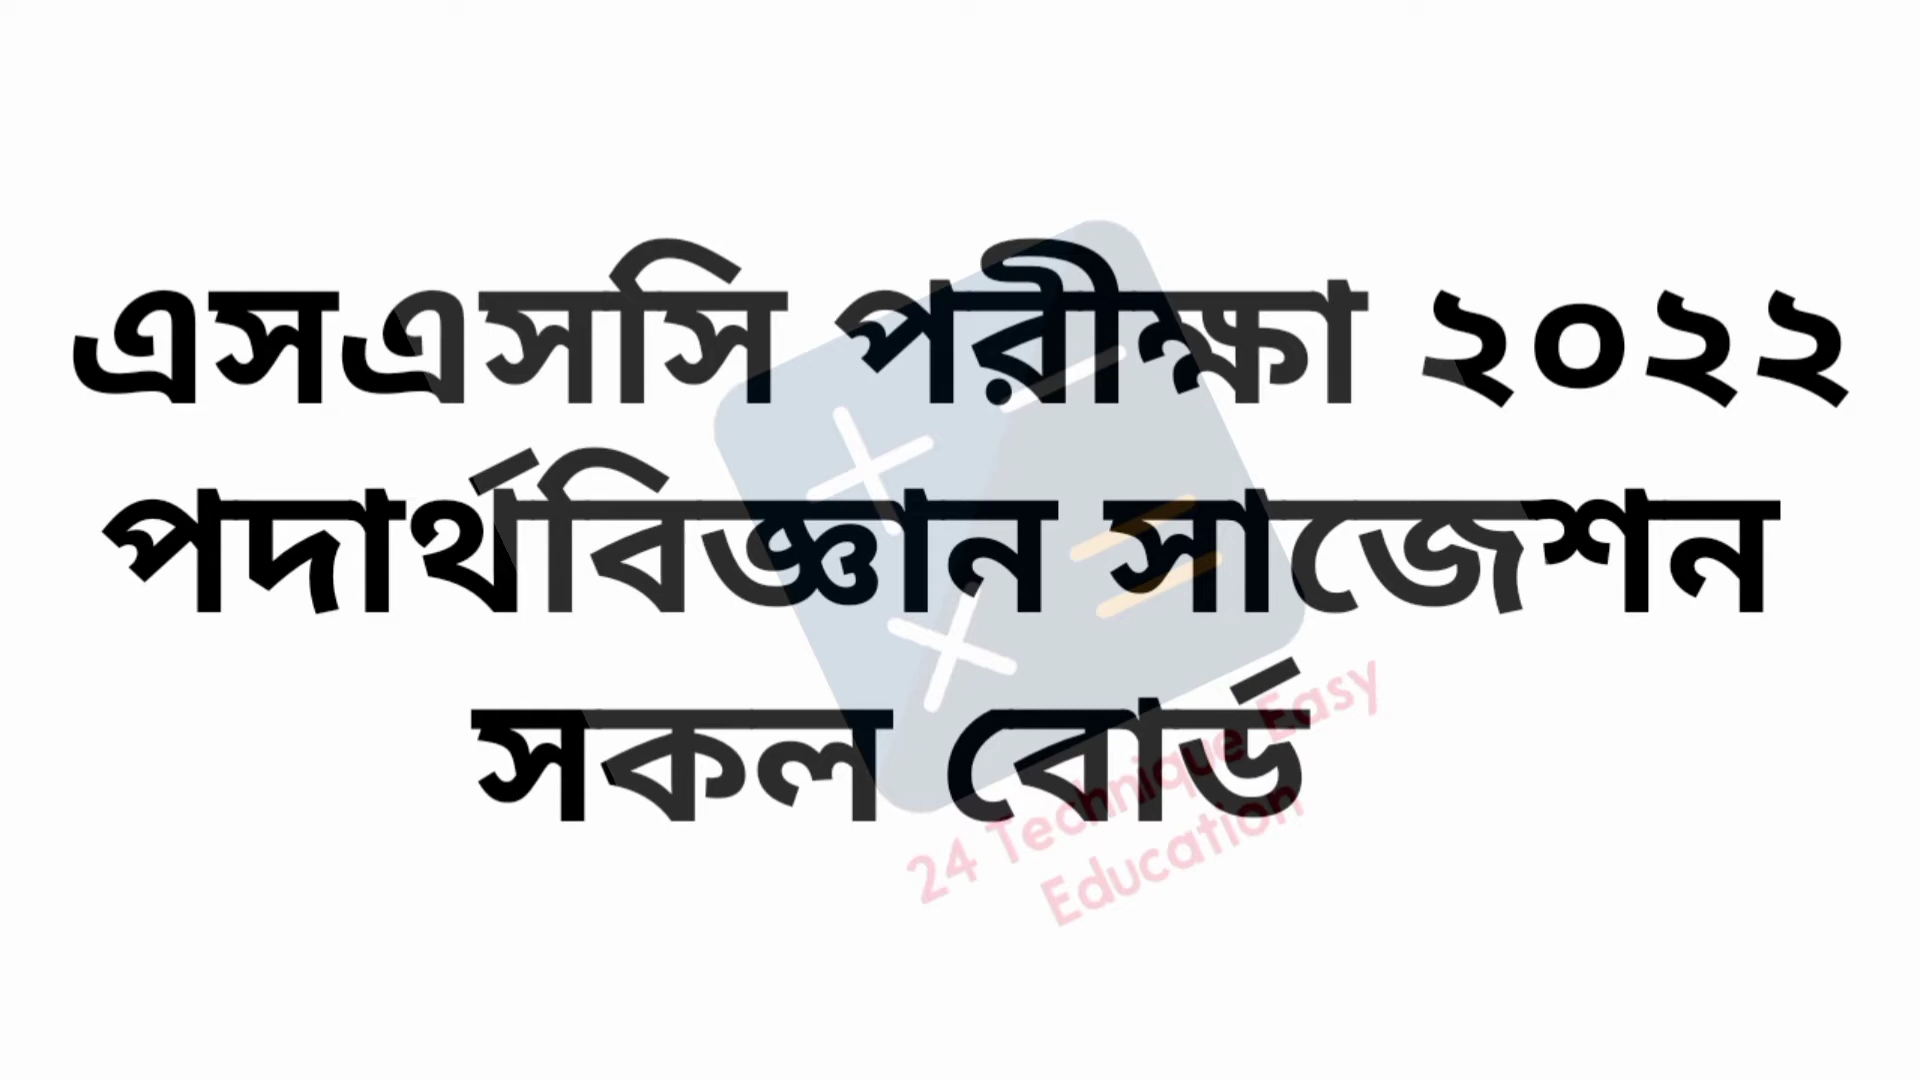 এসএসসি পরীক্ষা ২০২২
পদার্থবিজ্ঞান সাজেশন
সকল বোর্ড
24 Technique Easy
Education